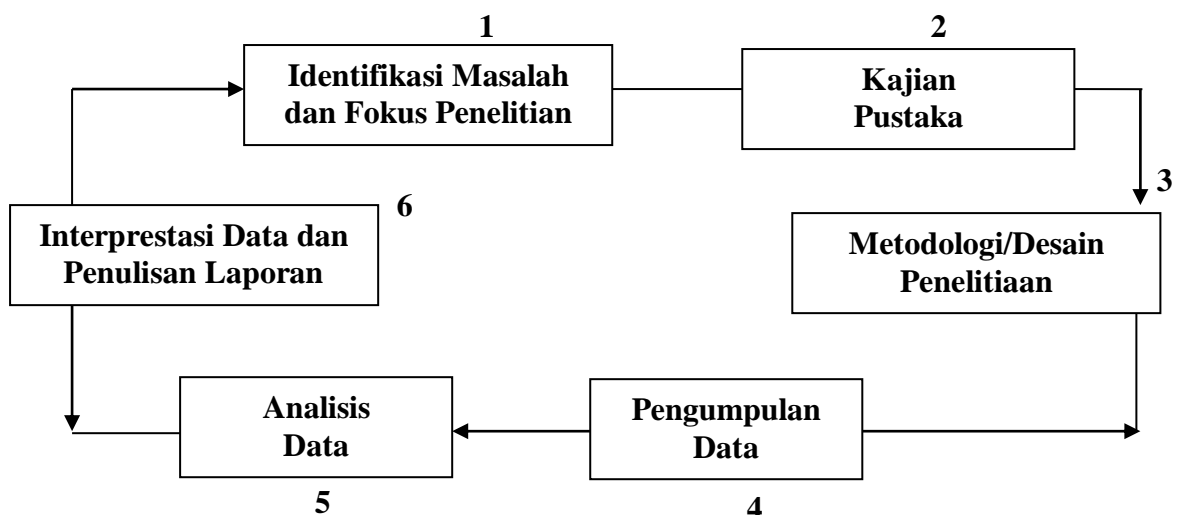 1
Identifikasi Masalah
dan Fokus Penelitian
2
Kajian
Pustaka
3
Metodologi/Desain
Penelitiaan
4
Pengumpulan
Data
5
Analisis
Data
6
Interprestasi Data dan
Penulisan Laporan